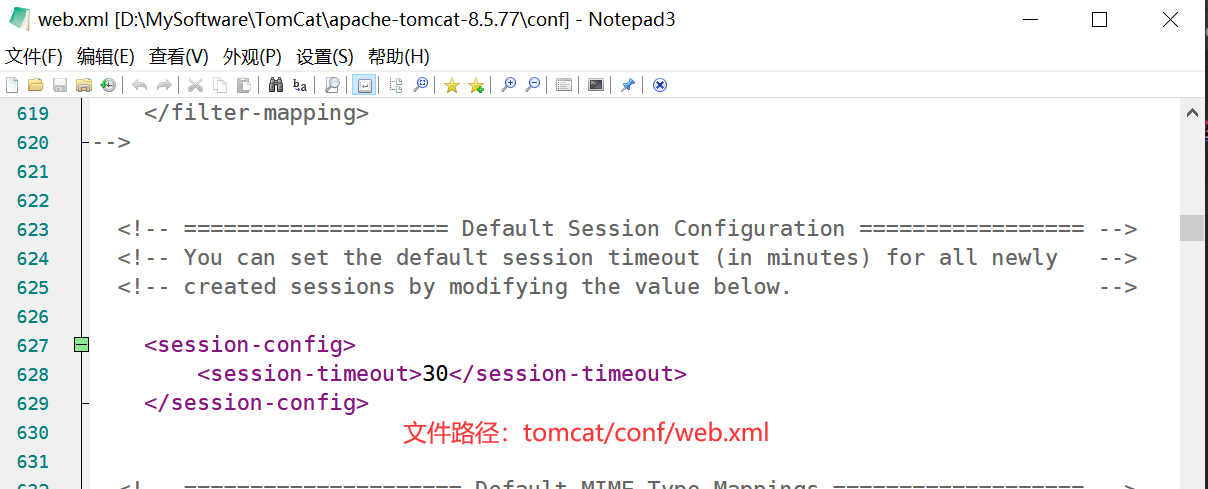 web.xml [D:\MySoftware\TomCat\apache-tomcat-8.5.77\conf] - Notepad3
文件(F) 编辑(E) 查看(V) 外观(P) 设置(S) 帮助(H)
619 </filter-mapping>
620 -->
621
622
623 <!-- ==================== Default Session Configuration ================= -->
624 <!-- You can set the default session timeout (in minutes) for all newly   -->
625 <!-- created sessions by modifying the value below.                       -->
626
627 <session-config>
628 <session-timeout>30</session-timeout>
629 </session-config>
630 文件路径：tomcat/conf/web.xml
631
632 <!-- ===================== Default MIME Type Mappings =================== -->